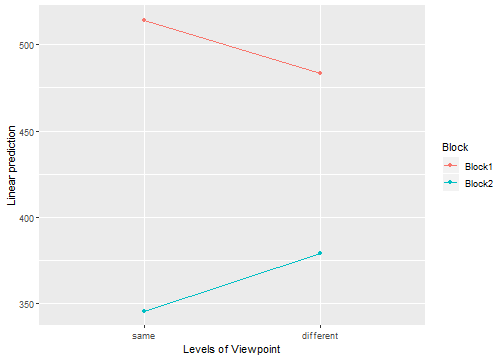 500
450
400
350
Linear prediction
same different
Levels of Viewpoint
Block
Block1
Block2